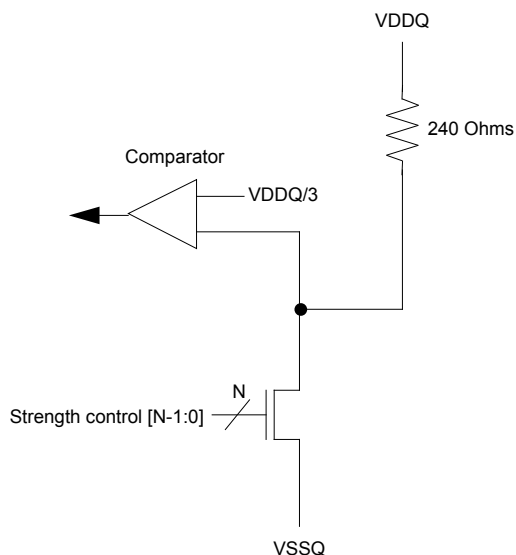 VDDQ
240 Ohms
Comparator
VDDQ/3
N
Strength control [N-1:0]
VSSQ